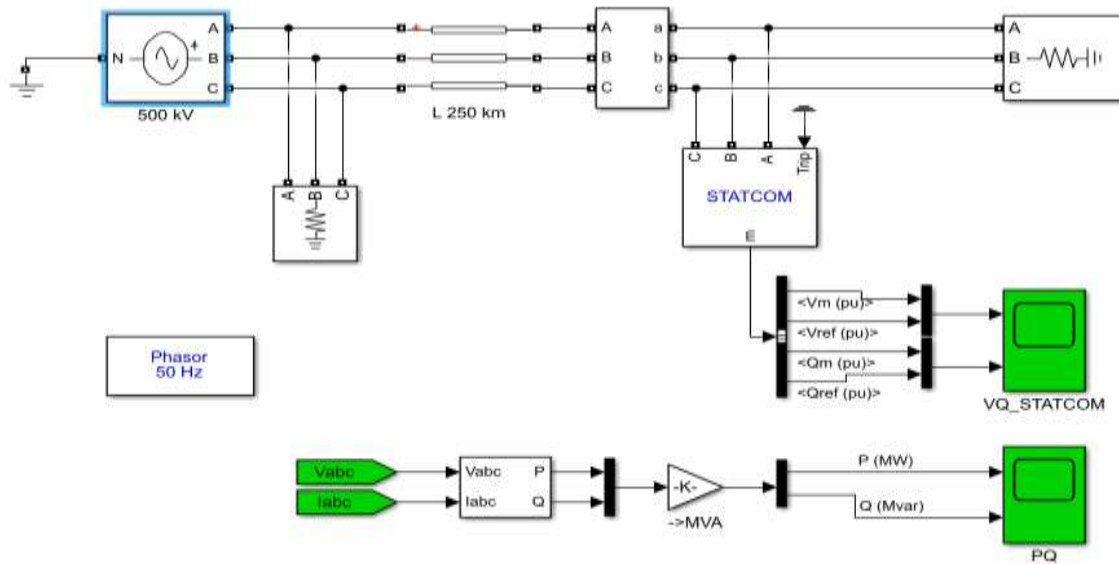 A
A
a
A
N
B
B
b
B
C
C
c
C
500 kV
L 250 km
C
B
A
Trip
A
B
C
STATCOM
m
<Vm (pu)>
<Vref (pu)>
<Qm (pu)>
<Qref (pu)>
Phasor
50 Hz
VQ_STATCOM
Vabc
Vabc
P
Iabc
Iabc
Q
-K-
->MVA
P (MW)
Q (Mvar)
PQ